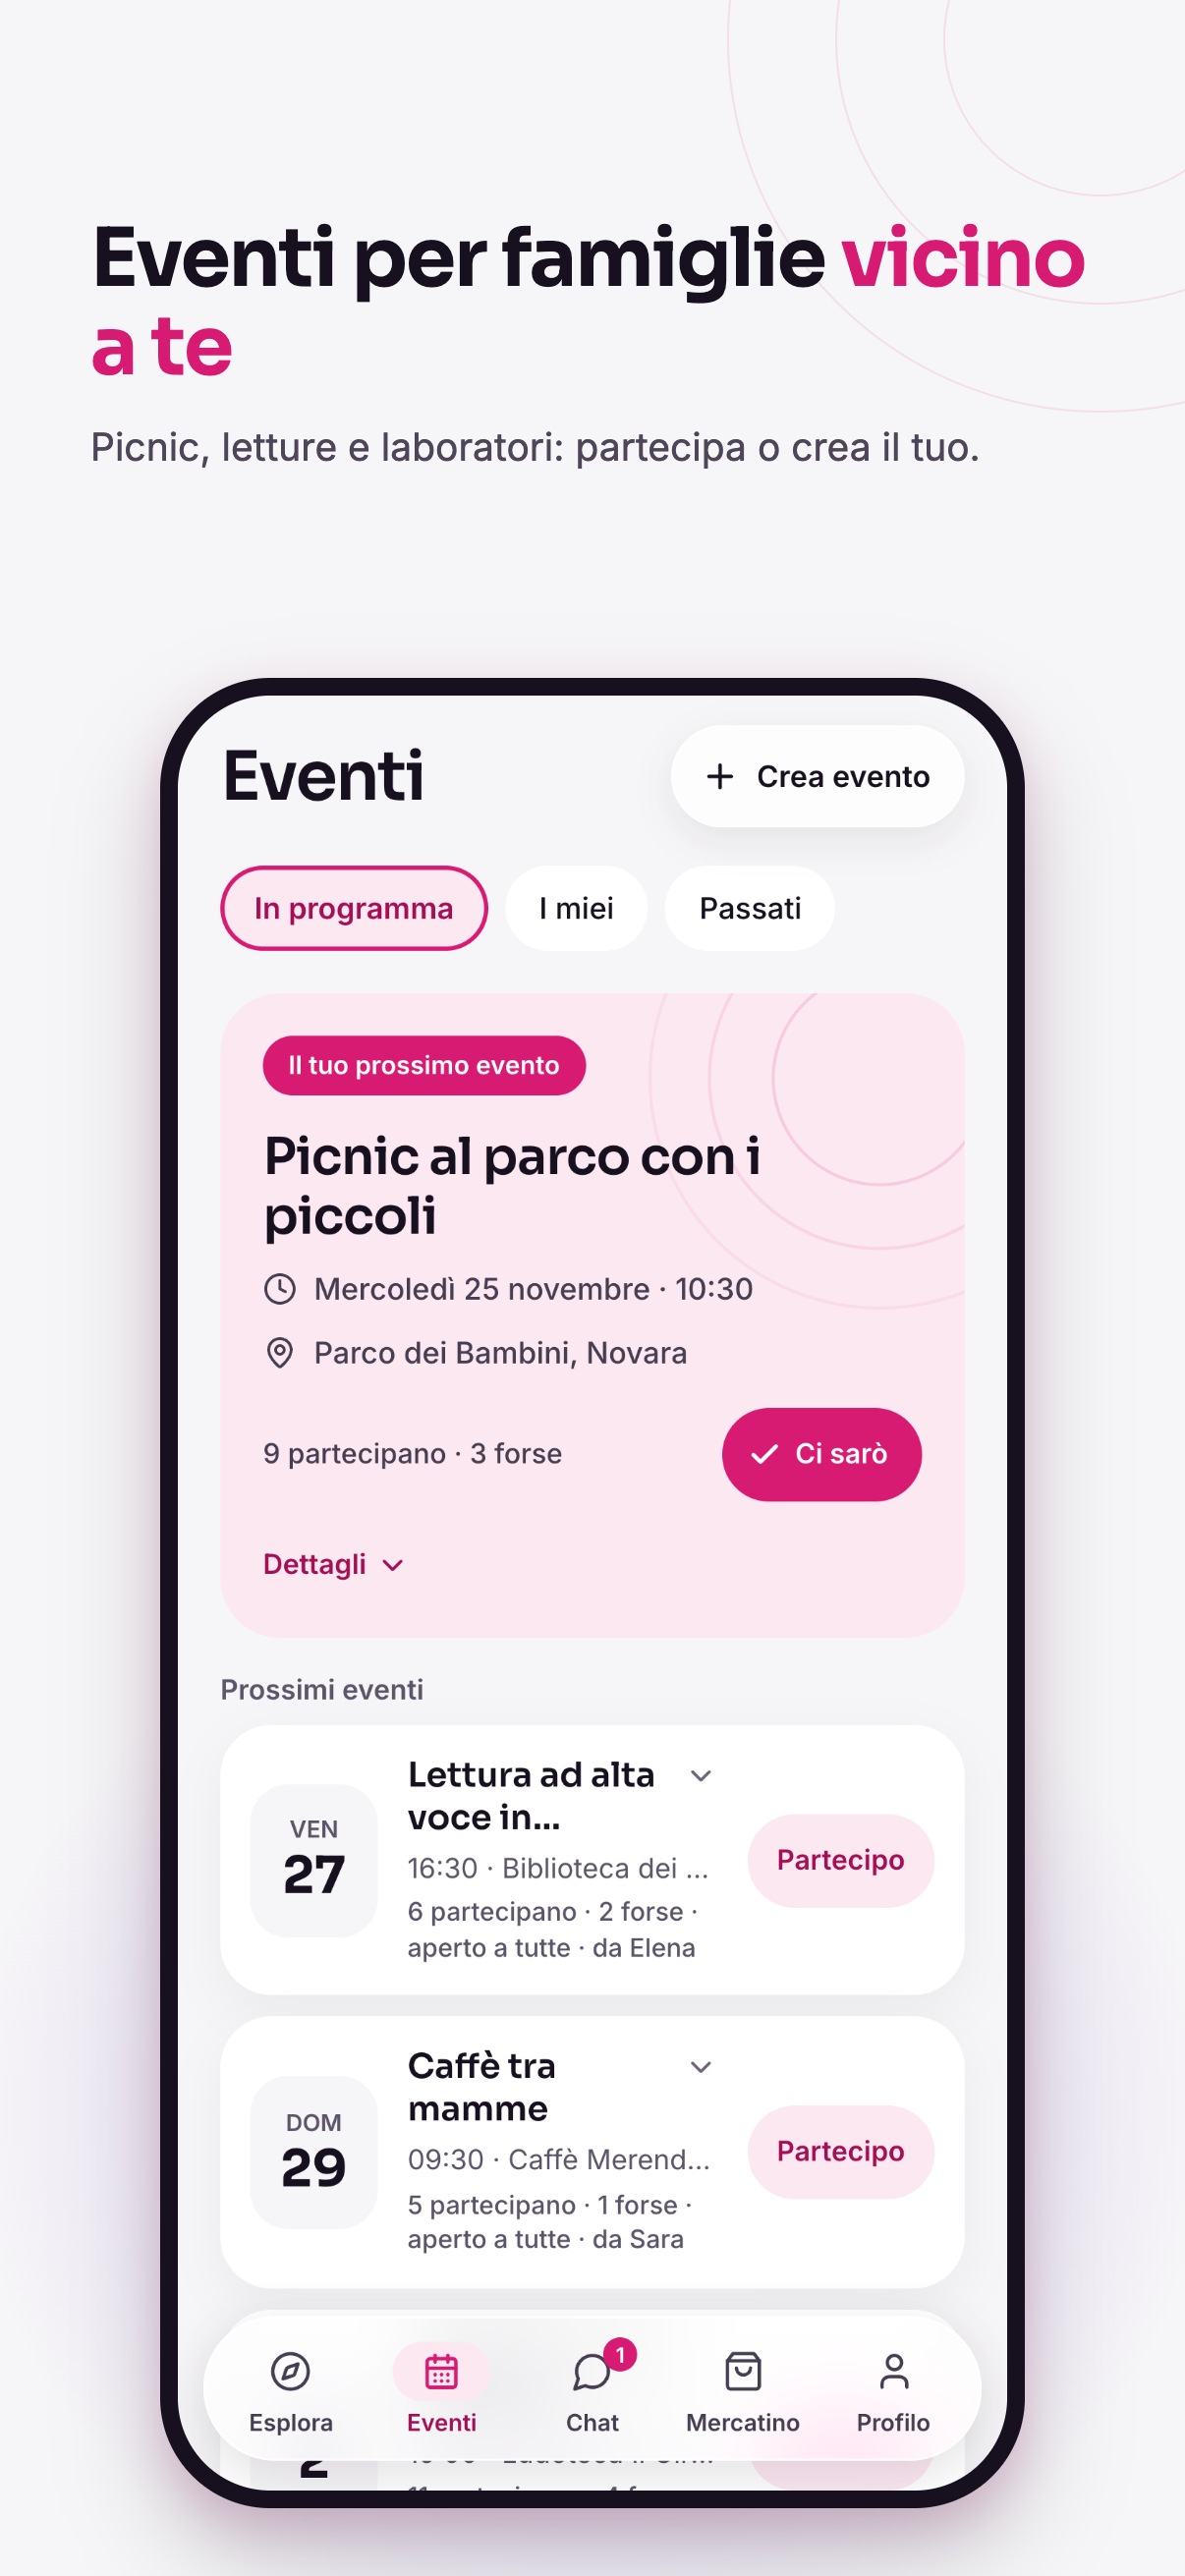 Eventi per famiglie vicino
a te
Picnic, letture e laboratori: partecipa o crea il tuo.
Eventi
Crea evento
In programma
I miei
Passati
Il tuo prossimo evento
Picnic al parco con i
piccoli
Mercoledì 25 novembre · 10:30
Parco dei Bambini, Novara
9 partecipano · 3 forse
Ci sarò
Dettagli
Prossimi eventi
VEN
27
Lettura ad alta
voce in...
16:30 · Biblioteca dei ...
6 partecipano · 2 forse ·
aperto a tutte · da Elena
Partecipo
DOM
29
Caffè tra
mamme
09:30 · Caffè Merend...
5 partecipano · 1 forse ·
aperto a tutte · da Sara
Partecipo
1
Esplora
Eventi
Chat
Mercatino
Profilo
2